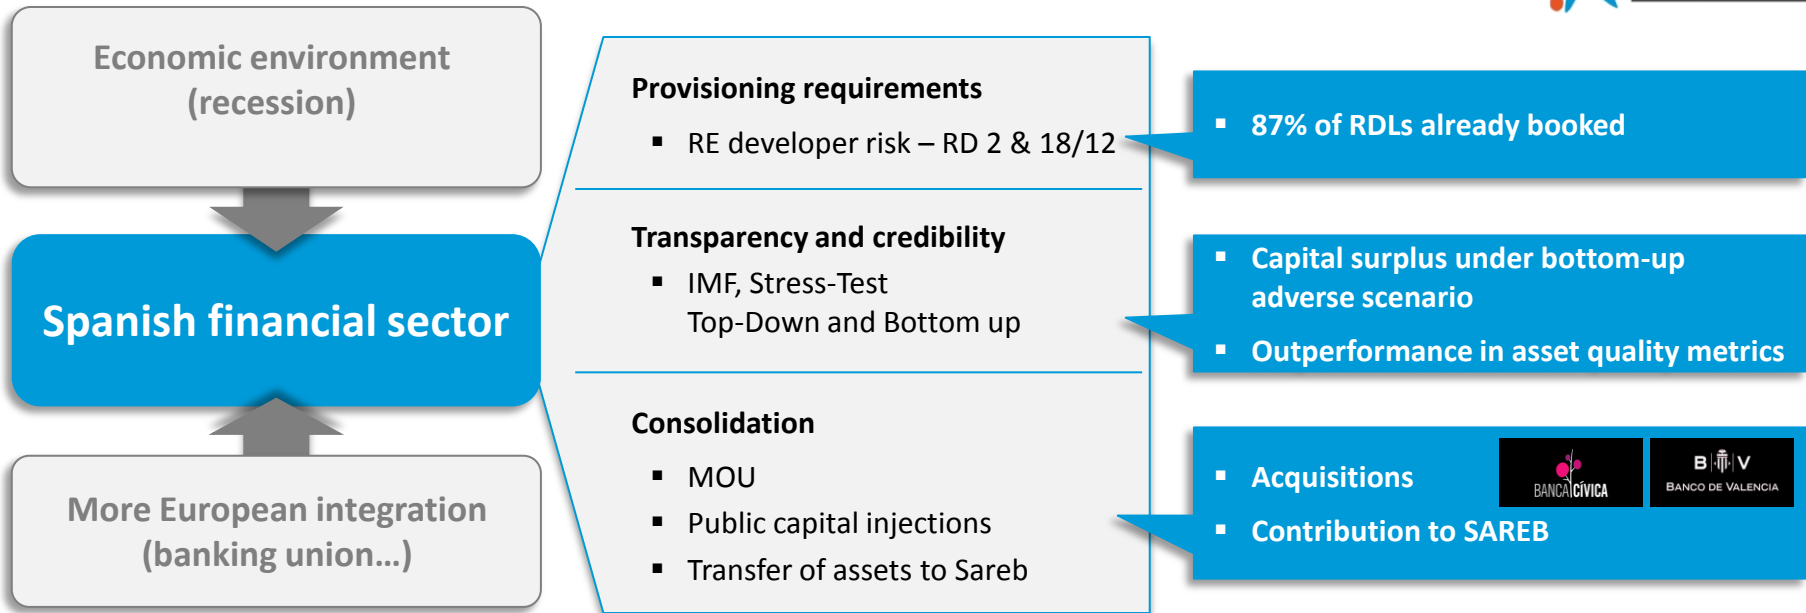 Economic environment
(recession)
Spanish financial sector
More European integration
(banking union...)
Provisioning requirements
▪ RE developer risk – RD 2 & 18/12
Transparency and credibility
▪ IMF, Stress-Test
Top-Down and Bottom up
Consolidation
▪ MOU
▪ Public capital injections
▪ Transfer of assets to Sareb
▪ 87% of RDLs already booked
▪ Capital surplus under bottom-up
adverse scenario
▪ Outperformance in asset quality metrics
▪ Acquisitions
BANCA CÍVICA
B V
BANCO DE VALENCIA
▪ Contribution to SAREB